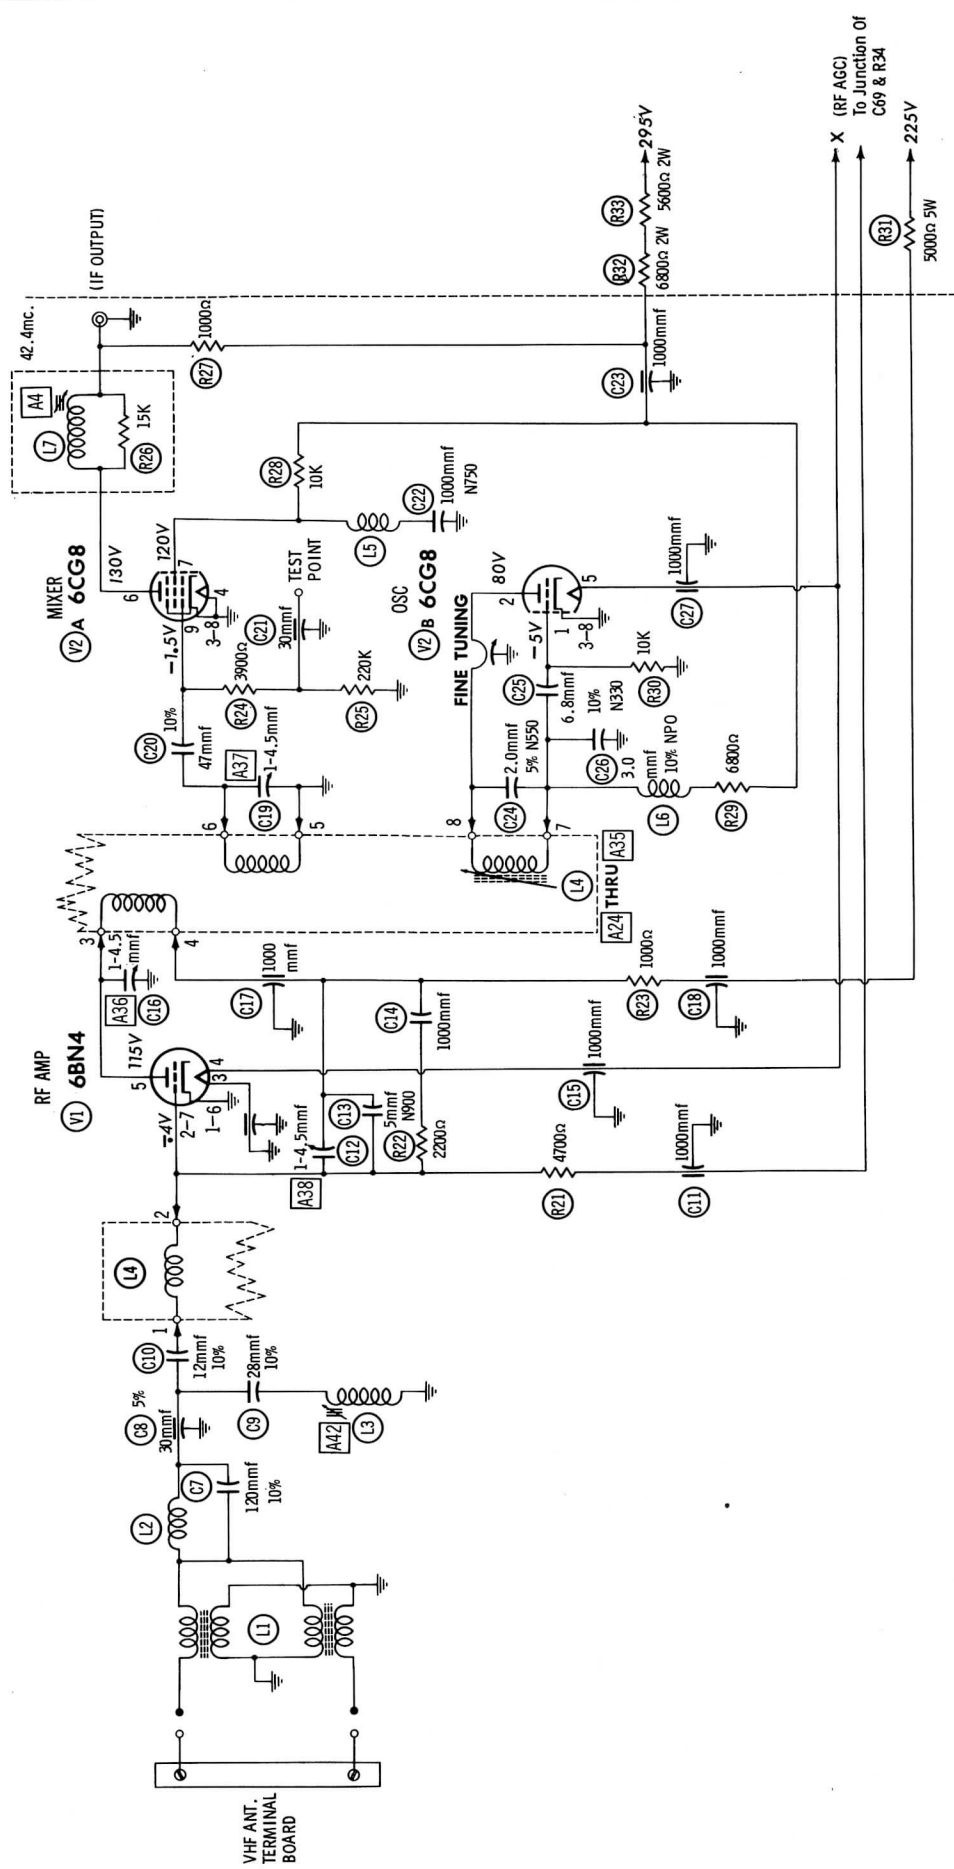 VHF ANT.
TERMINAL
BOARD
L1
L2
C7
120mmf
10%
C8 5%
30mmf
C9
28mmf
10%
A42
L3
C10
12mmf
10%
1
L4
2
RF AMP
V1 6BN4
-.4V
115V
5
2-7
1-6
3
4
A38
1-4.5mmf
C12
C13
5mmf
N900
R22
2200Ω
C14
1000mmf
R21
4700Ω
C11
1000mmf
C15
1000mmf
A36
C16
1-4.5
mmf
3
4
C17
1000
mmf
R23
1000Ω
C18
1000mmf
A24 THRU A35
L4
6
5
8
7
A37
C19
1-4.5mmf
C20
10%
47mmf
R24
3900Ω
R25
220K
C21
30mmf
TEST
POINT
MIXER
V2 A 6CG8
-1.5V
130V
120V
6
7
9
3-8
4
L7
A4
R26
15K
42.4mc.
(IF OUTPUT)
R27
1000Ω
R28
10K
L5
C22
1000mmf
N750
OSC
V2 B 6CG8
FINE TUNING
80V
-5V
2
1
3-8
5
C24
2.0mmf
5% N550
C25
6.8mmf
10%
N330
C26
3.0
mmf
10% NPO
R30
10K
L6
R29
6800Ω
C27
1000mmf
C23
1000mmf
R32
6800Ω 2W
R33
5600Ω 2W
295V
X (RF AGC)
To Junction Of
C69 & R34
R31
5000Ω 5W
225V